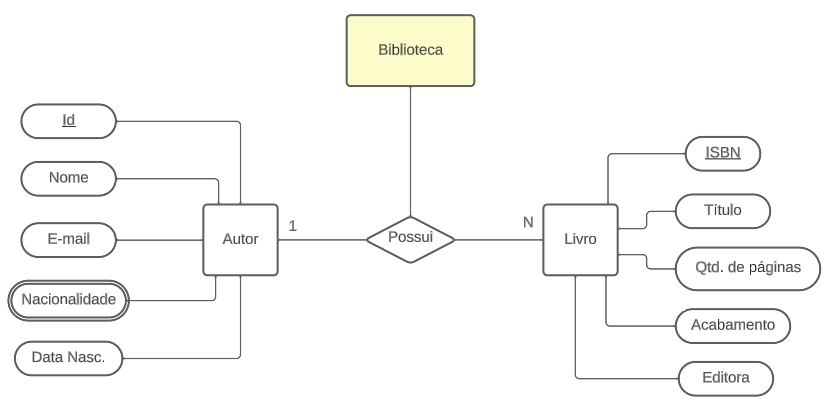 Biblioteca
Id
Nome
E-mail
Nacionalidade
Data Nasc.
Autor
1
Possui
N
Livro
ISBN
Título
Qtd. de páginas
Acabamento
Editora